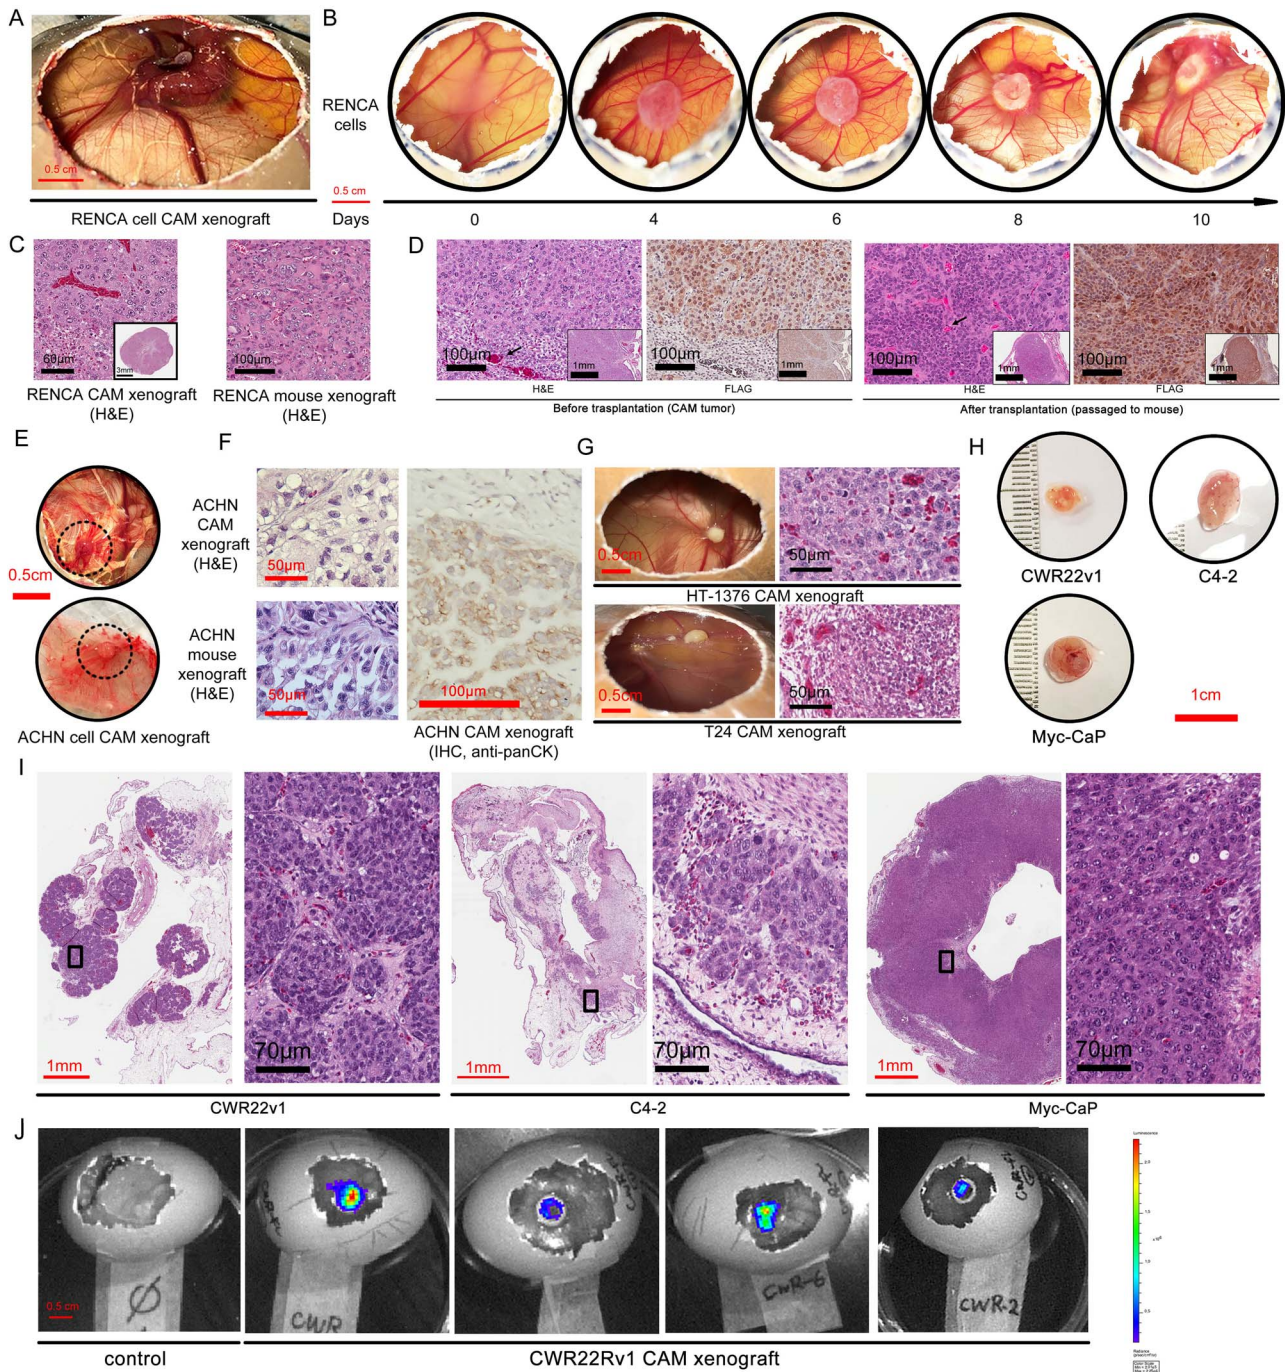 A
0.5 cm
RENCA cell CAM xenograft
B
RENCA
cells
0.5 cm
Days
0
4
6
8
10
C
60µm
3mm
RENCA CAM xenograft
(H&E)
100µm
RENCA mouse xenograft
(H&E)
D
100µm
1mm
H&E
100µm
1mm
FLAG
Before trasplantation (CAM tumor)
100µm
1mm
H&E
100µm
1mm
FLAG
After transplantation (passaged to mouse)
E
0.5cm
ACHN cell CAM xenograft
F
ACHN
CAM
xenograft
(H&E)
50µm
ACHN
mouse
xenograft
(H&E)
50µm
100µm
ACHN CAM xenograft
(IHC, anti-panCK)
G
0.5cm
50µm
HT-1376 CAM xenograft
0.5cm
50µm
T24 CAM xenograft
H
CWR22v1
C4-2
Myc-CaP
1cm
I
1mm
70µm
CWR22v1
1mm
70µm
C4-2
1mm
70µm
Myc-CaP
J
0.5 cm
Ø
control
CWR
CWR-6
CWR-2
CWR22Rv1 CAM xenograft
Luminescence
Radiance
Color Scale